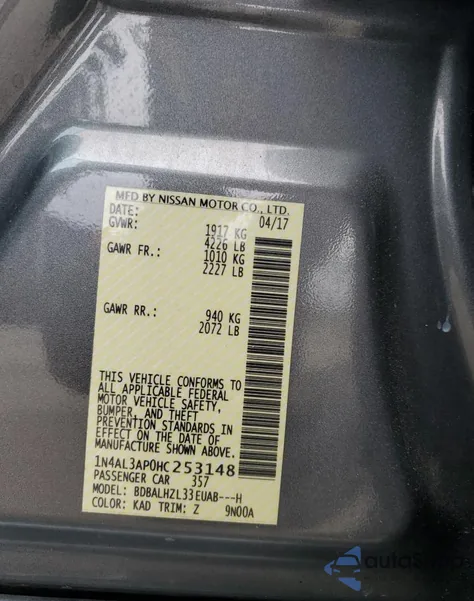 MFD BY NISSAN MOTOR CO., LTD.
DATE: 04/17
GVWR: 1917 KG
4226 LB
GAWR FR.: 1010 KG
2227 LB
GAWR RR.: 940 KG
2072 LB
THIS VEHICLE CONFORMS TO
ALL APPLICABLE FEDERAL
MOTOR VEHICLE SAFETY,
BUMPER, AND THEFT
PREVENTION STANDARDS IN
EFFECT ON THE DATE OF
MANUFACTURE SHOWN ABOVE.
1N4AL3AP0HC253148
PASSENGER CAR 357
MODEL: BDBALHZL33EUAB---H
COLOR: KAD TRIM: Z 9N00A